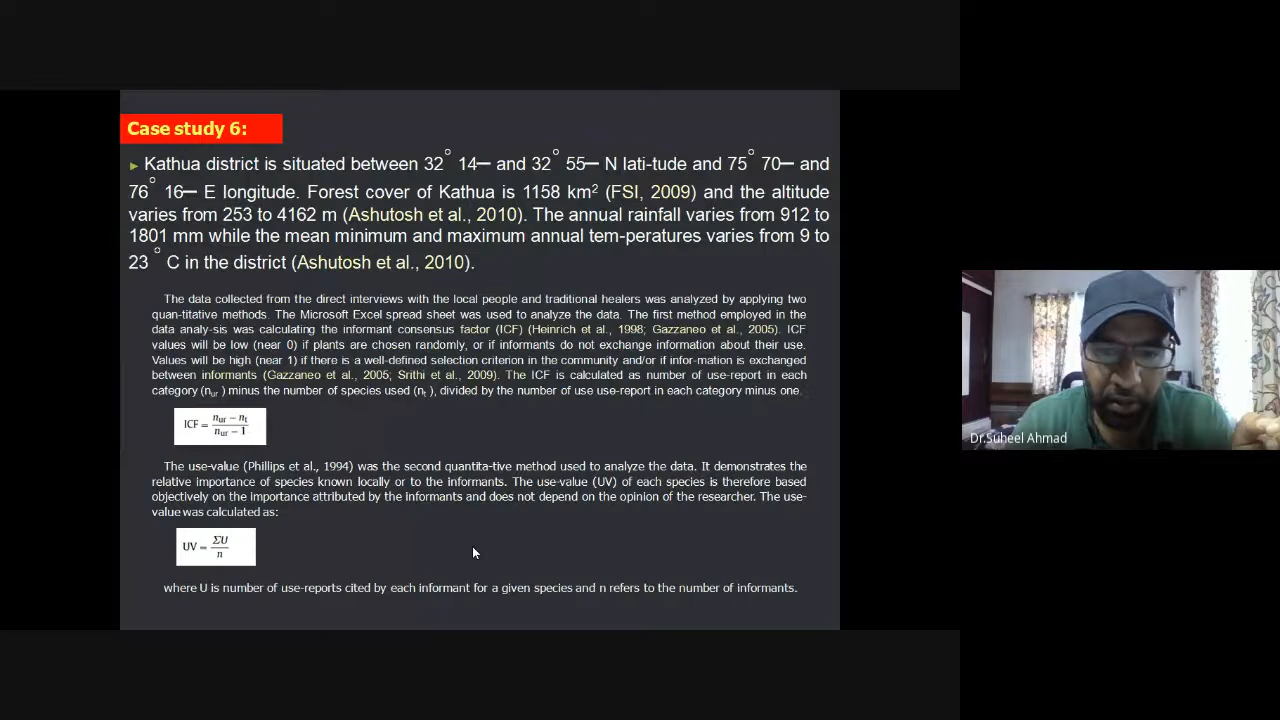 Case study 6:
Kathua district is situated between 32° 14— and 32° 55— N lati-tude and 75° 70— and
76° 16— E longitude. Forest cover of Kathua is 1158 km² (FSI, 2009) and the altitude
varies from 253 to 4162 m (Ashutosh et al., 2010). The annual rainfall varies from 912 to
1801 mm while the mean minimum and maximum annual tem-peratures varies from 9 to
23 ° C in the district (Ashutosh et al., 2010).
The data collected from the direct interviews with the local people and traditional healers was analyzed by applying two
quan-titative methods. The Microsoft Excel spread sheet was used to analyze the data. The first method employed in the
data analy-sis was calculating the informant consensus factor (ICF) (Heinrich et al., 1998; Gazzaneo et al., 2005). ICF
values will be low (near 0) if plants are chosen randomly, or if informants do not exchange information about their use.
Values will be high (near 1) if there is a well-defined selection criterion in the community and/or if infor-mation is exchanged
between informants (Gazzaneo et al., 2005; Srithi et al., 2009). The ICF is calculated as number of use-report in each
category (nur ) minus the number of species used (nt ), divided by the number of use use-report in each category minus one.
ICF = nur − nt / nur − 1
The use-value (Phillips et al., 1994) was the second quantita-tive method used to analyze the data. It demonstrates the
relative importance of species known locally or to the informants. The use-value (UV) of each species is therefore based
objectively on the importance attributed by the informants and does not depend on the opinion of the researcher. The use-
value was calculated as:
UV = ΣU / n
where U is number of use-reports cited by each informant for a given species and n refers to the number of informants.
Dr.Suheel Ahmad